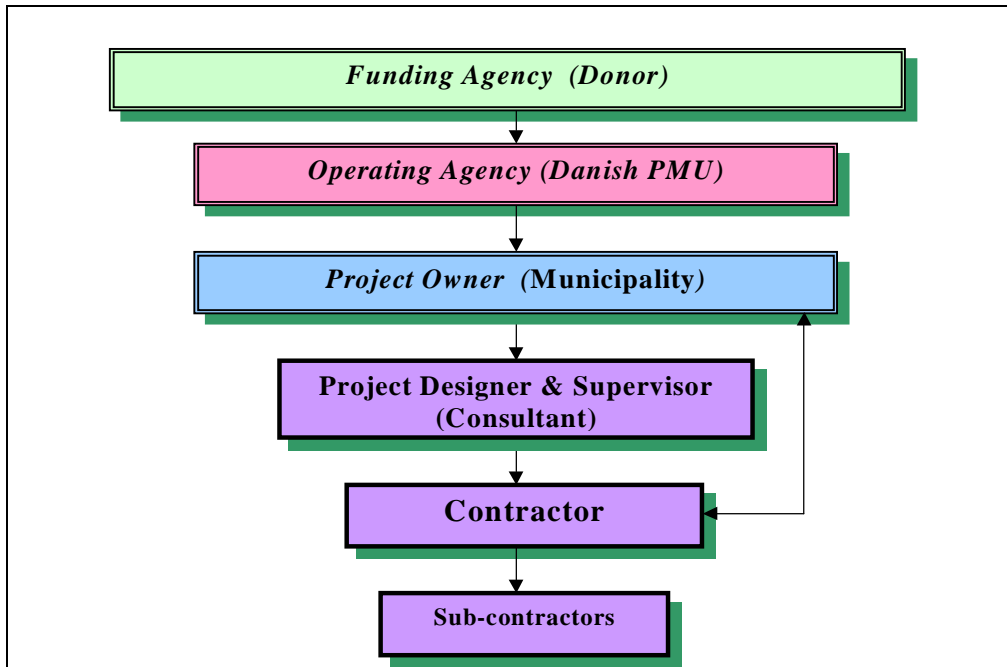 Funding Agency (Donor)
Operating Agency (Danish PMU)
Project Owner (Municipality)
Project Designer & Supervisor
(Consultant)
Contractor
Sub-contractors